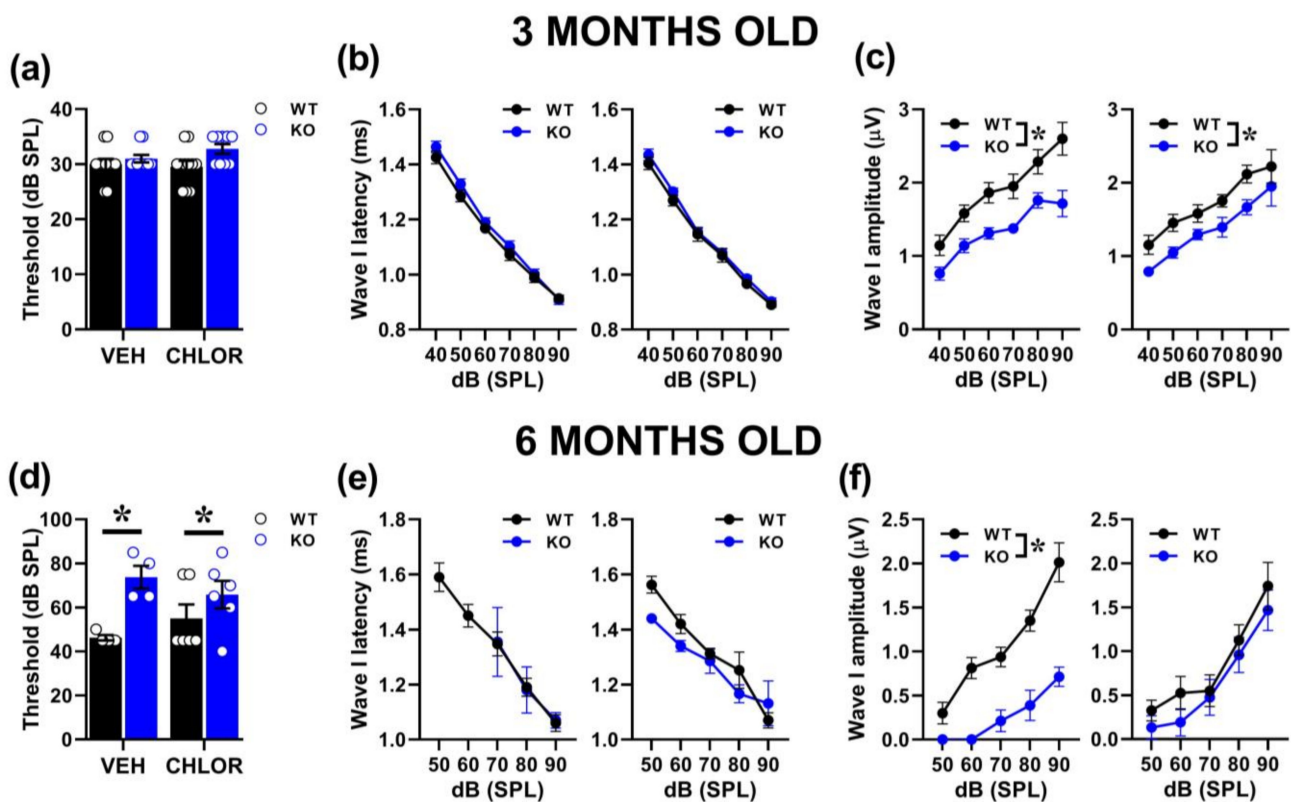 3 MONTHS OLD
(a)
Threshold (dB SPL)
40
30
20
10
0
VEH
CHLOR
WT
KO
(b)
Wave I latency (ms)
1.6
1.4
1.2
1.0
0.8
WT
KO
40 50 60 70 80 90
dB (SPL)
1.6
1.4
1.2
1.0
0.8
WT
KO
40 50 60 70 80 90
dB (SPL)
(c)
Wave I amplitude (μV)
3
2
1
0
WT
KO
*
40 50 60 70 80 90
dB (SPL)
3
2
1
0
WT
KO
*
40 50 60 70 80 90
dB (SPL)
6 MONTHS OLD
(d)
Threshold (dB SPL)
100
80
60
40
20
0
* *
VEH
CHLOR
WT
KO
(e)
Wave I latency (ms)
1.8
1.6
1.4
1.2
1.0
WT
KO
50 60 70 80 90
dB (SPL)
1.8
1.6
1.4
1.2
1.0
WT
KO
50 60 70 80 90
dB (SPL)
(f)
Wave I amplitude (μV)
2.5
2.0
1.5
1.0
0.5
0.0
WT
KO
*
50 60 70 80 90
dB (SPL)
2.5
2.0
1.5
1.0
0.5
0.0
WT
KO
50 60 70 80 90
dB (SPL)